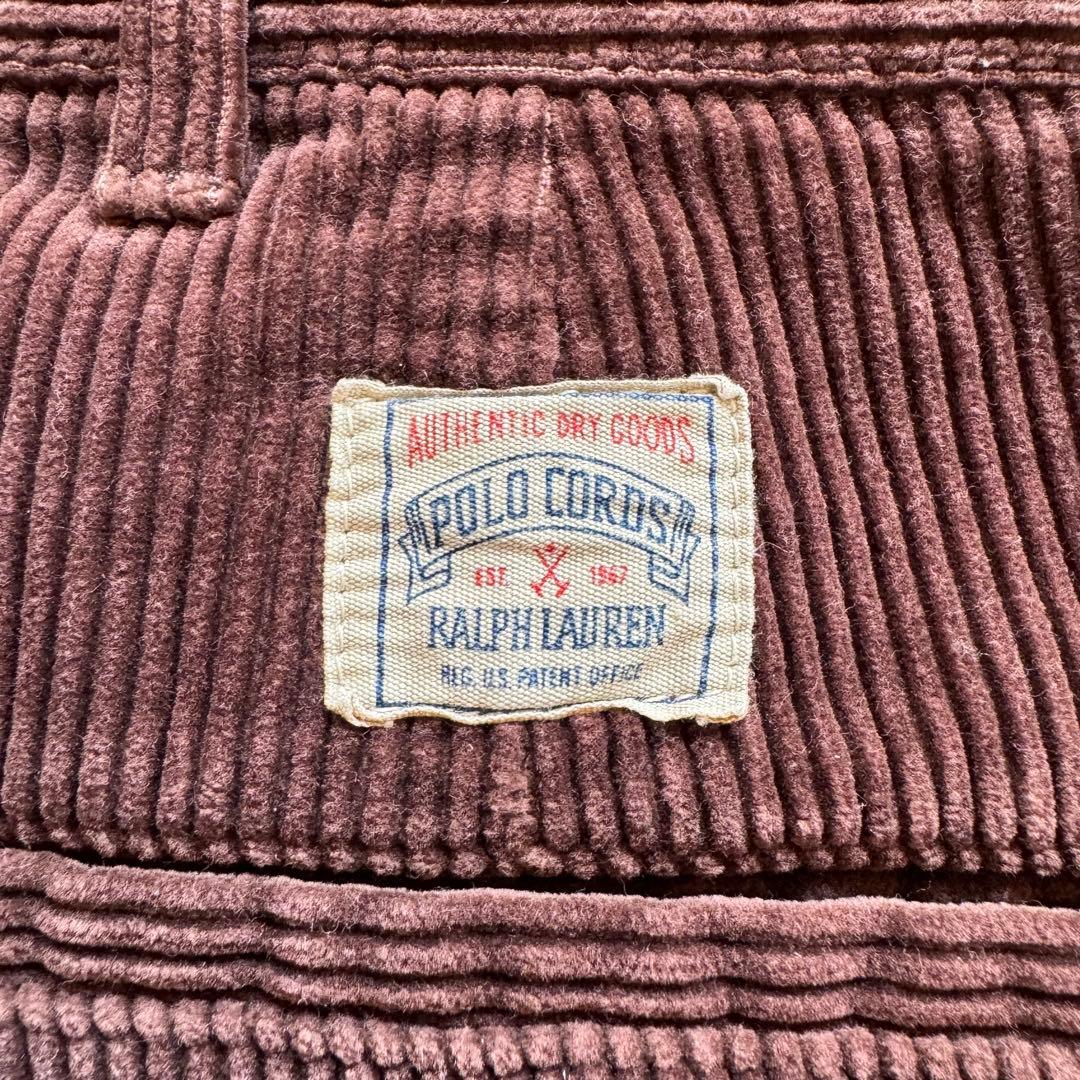 AUTHENTIC DRY GOODS
POLO CORDS
EST. 1967
RALPH LAUREN
REG. U.S. PATENT OFFICE